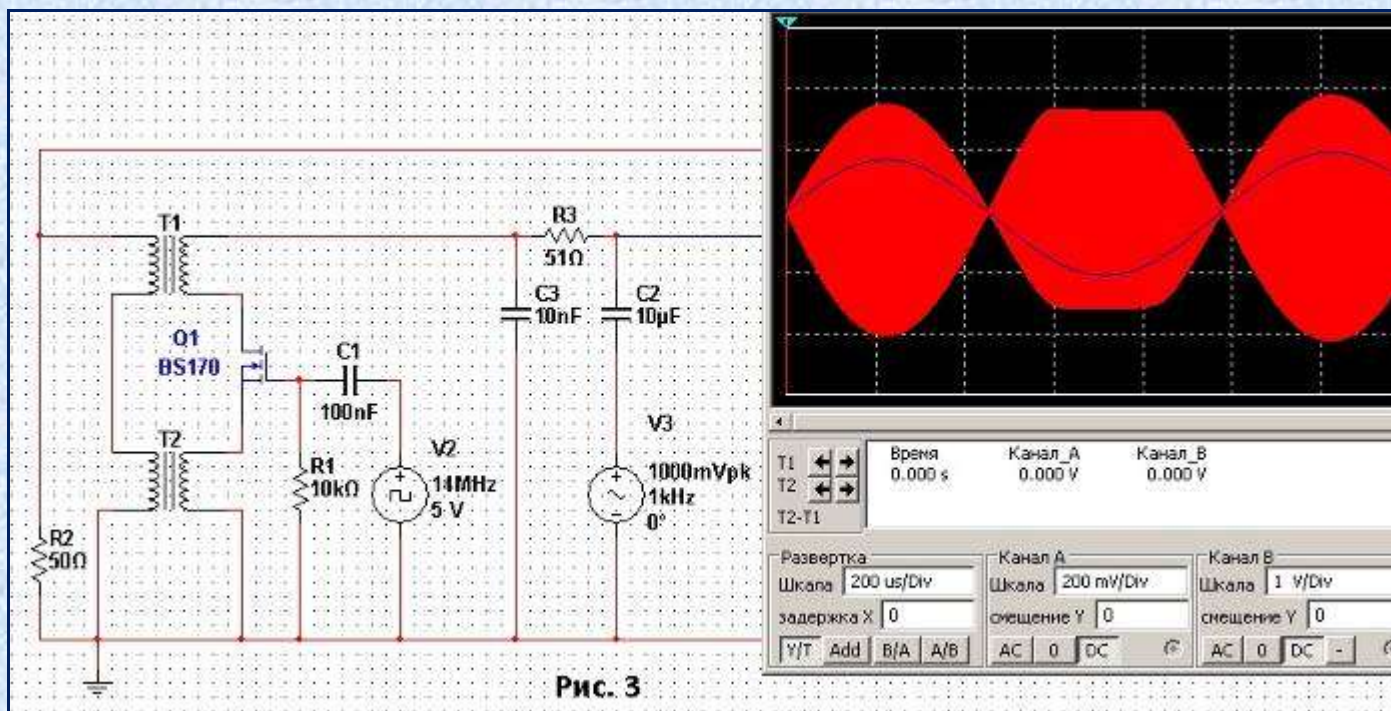 T1
R3
51Ω
C3
10nF
C2
10µF
Q1
BS170
C1
100nF
T2
V2
14MHz
5 V
V3
1000mVpk
1kHz
0°
R1
10kΩ
R2
50Ω
Рис. 3
T1
T2
T2-T1
Время Канал_A Канал_B
0.000 s 0.000 V 0.000 V
Развертка
Шкала 200 us/Div
задержка X 0
Y/T Add B/A A/B
Канал A
Шкала 200 mV/Div
смещение Y 0
AC 0 DC
Канал B
Шкала 1 V/Div
смещение Y 0
AC 0 DC -